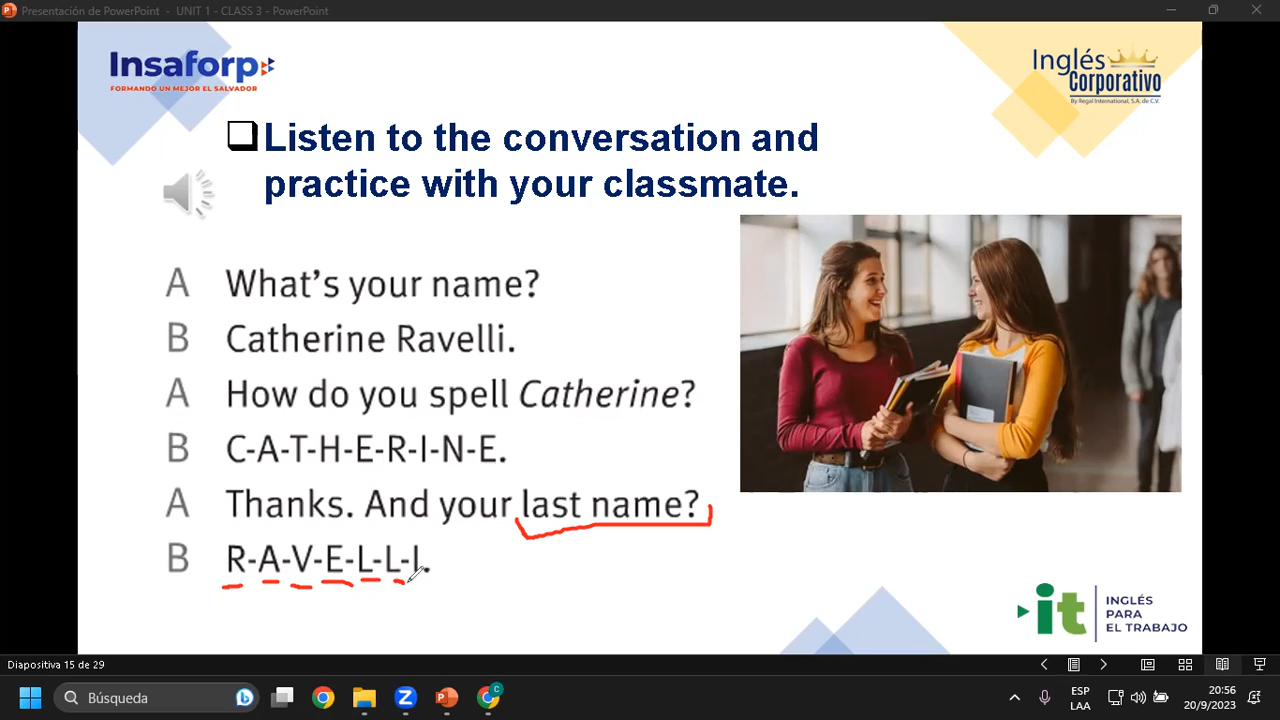 Presentación de PowerPoint - UNIT 1 - CLASS 3 - PowerPoint
Insaforp
FORMANDO UN MEJOR EL SALVADOR
Inglés
Corporativo
By Regal International, S.A. de C.V.
Listen to the conversation and
practice with your classmate.
A What's your name?
B Catherine Ravelli.
A How do you spell Catherine?
B C-A-T-H-E-R-I-N-E.
A Thanks. And your last name?
B R-A-V-E-L-L-I.
it INGLÉS
PARA
EL TRABAJO
Diapositiva 15 de 29
Búsqueda
ESP
LAA
20:56
20/9/2023